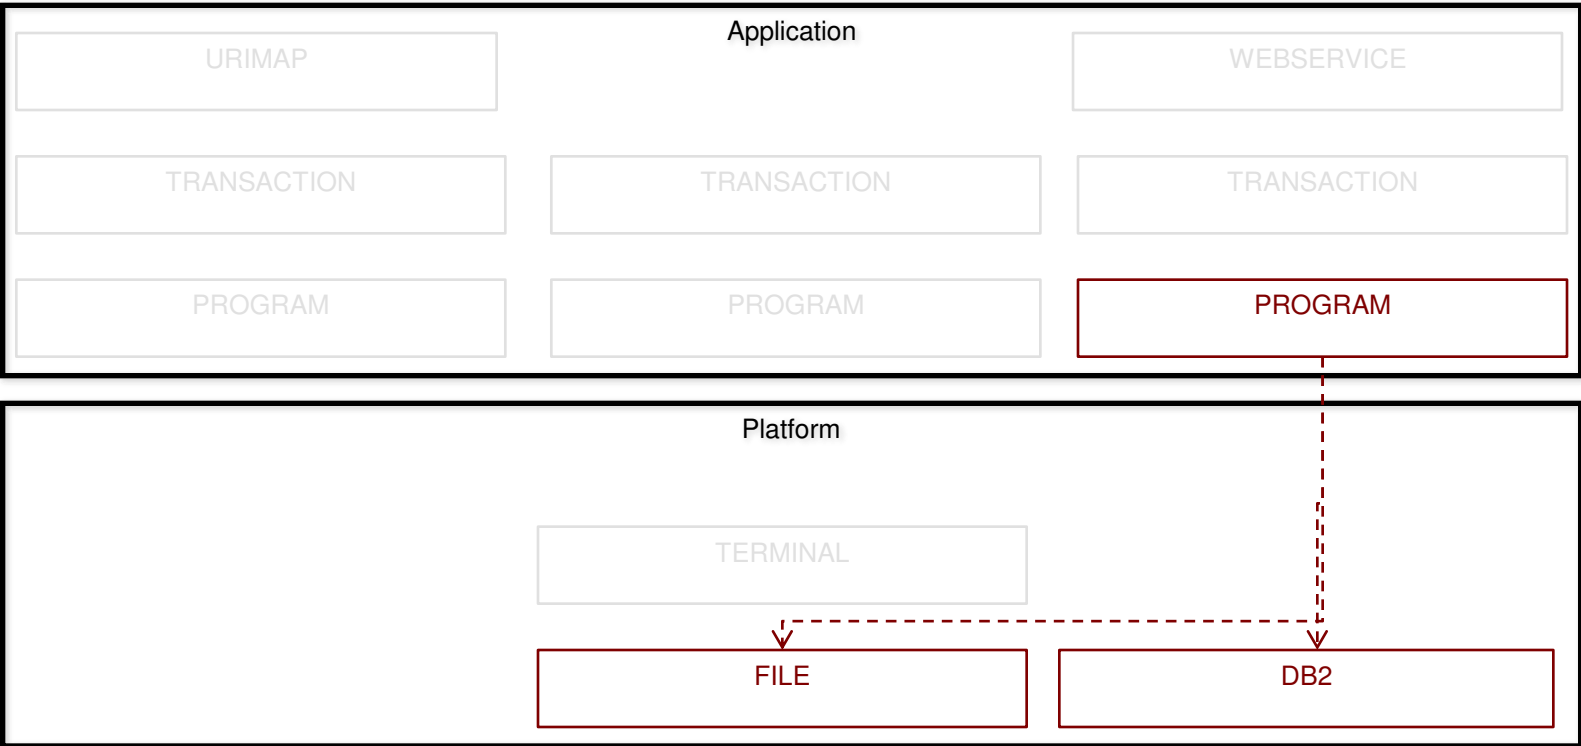 Application
URIMAP
WEBSERVICE
TRANSACTION
TRANSACTION
TRANSACTION
PROGRAM
PROGRAM
PROGRAM
Platform
TERMINAL
FILE
DB2